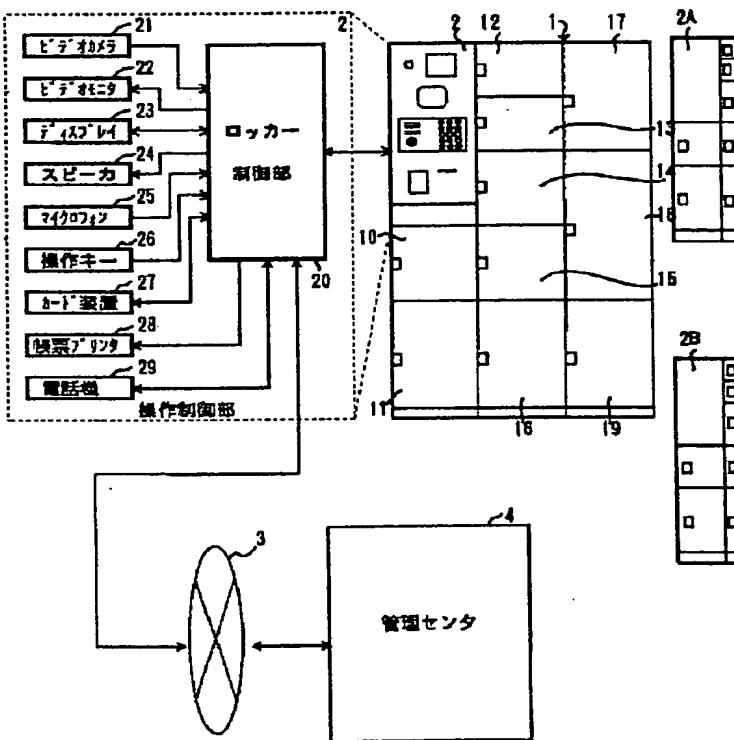 21
ビデオカメラ
22
ビデオモニタ
23
ディスプレイ
24
スピーカ
25
マイクロフォン
26
操作キー
27
カード装置
28
帳票プリンタ
29
電話機
ロッカー
制御部
20
操作制御部
2
2
12
1
17
13
14
18
15
10
11
16
19
2A
2B
3
4
管理センタ